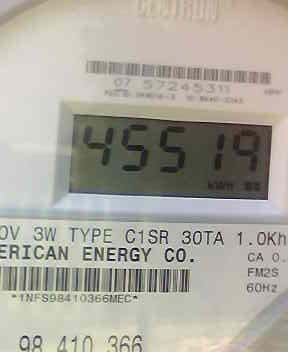 CENTRON
07 57245311
45519
kWh
0V 3W TYPE C1SR 30TA 1.0Kh
ERICAN ENERGY CO.
CA 0.
FM2S
60Hz
*1NFS98410366MEC*
98 410 366